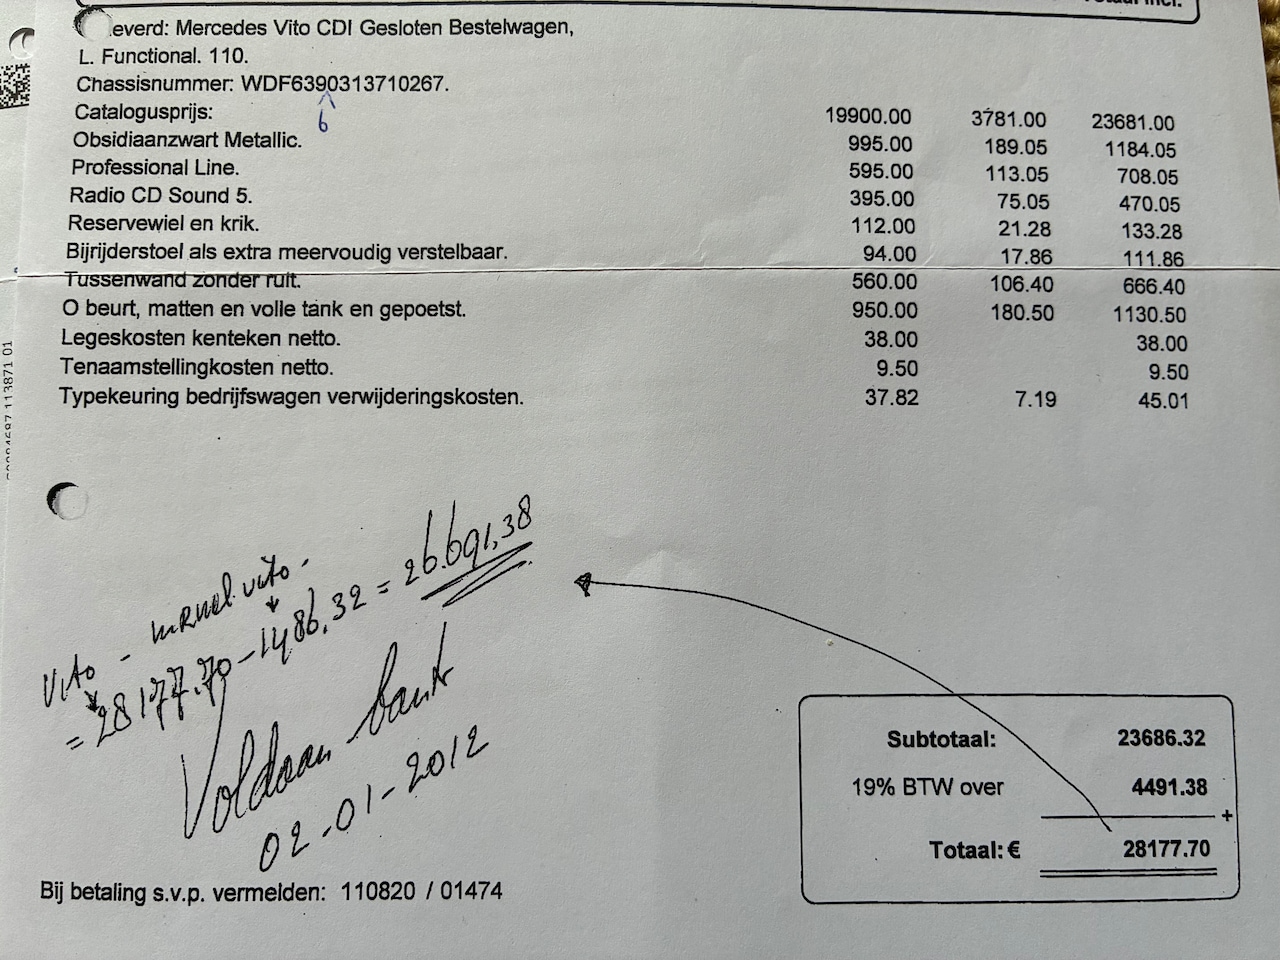 everd: Mercedes Vito CDI Gesloten Bestelwagen,
L. Functional. 110.
Chassisnummer: WDF6390313710267.
6
Catalogusprijs: 19900.00 3781.00 23681.00
Obsidiaanzwart Metallic. 995.00 189.05 1184.05
Professional Line. 595.00 113.05 708.05
Radio CD Sound 5. 395.00 75.05 470.05
Reservewiel en krik. 112.00 21.28 133.28
Bijrijderstoel als extra meervoudig verstelbaar. 94.00 17.86 111.86
Tussenwand zonder ruit. 560.00 106.40 666.40
O beurt, matten en volle tank en gepoetst. 950.00 180.50 1130.50
Legeskosten kenteken netto. 38.00 38.00
Tenaamstellingkosten netto. 9.50 9.50
Typekeuring bedrijfswagen verwijderingskosten. 37.82 7.19 45.01
Vito - vito -
= 28177.70 - 1486,32 = 26.691,38
Voldaan bank
02-01-2012
Subtotaal: 23686.32
19% BTW over 4491.38
+
Totaal: € 28177.70
Bij betaling s.v.p. vermelden: 110820 / 01474